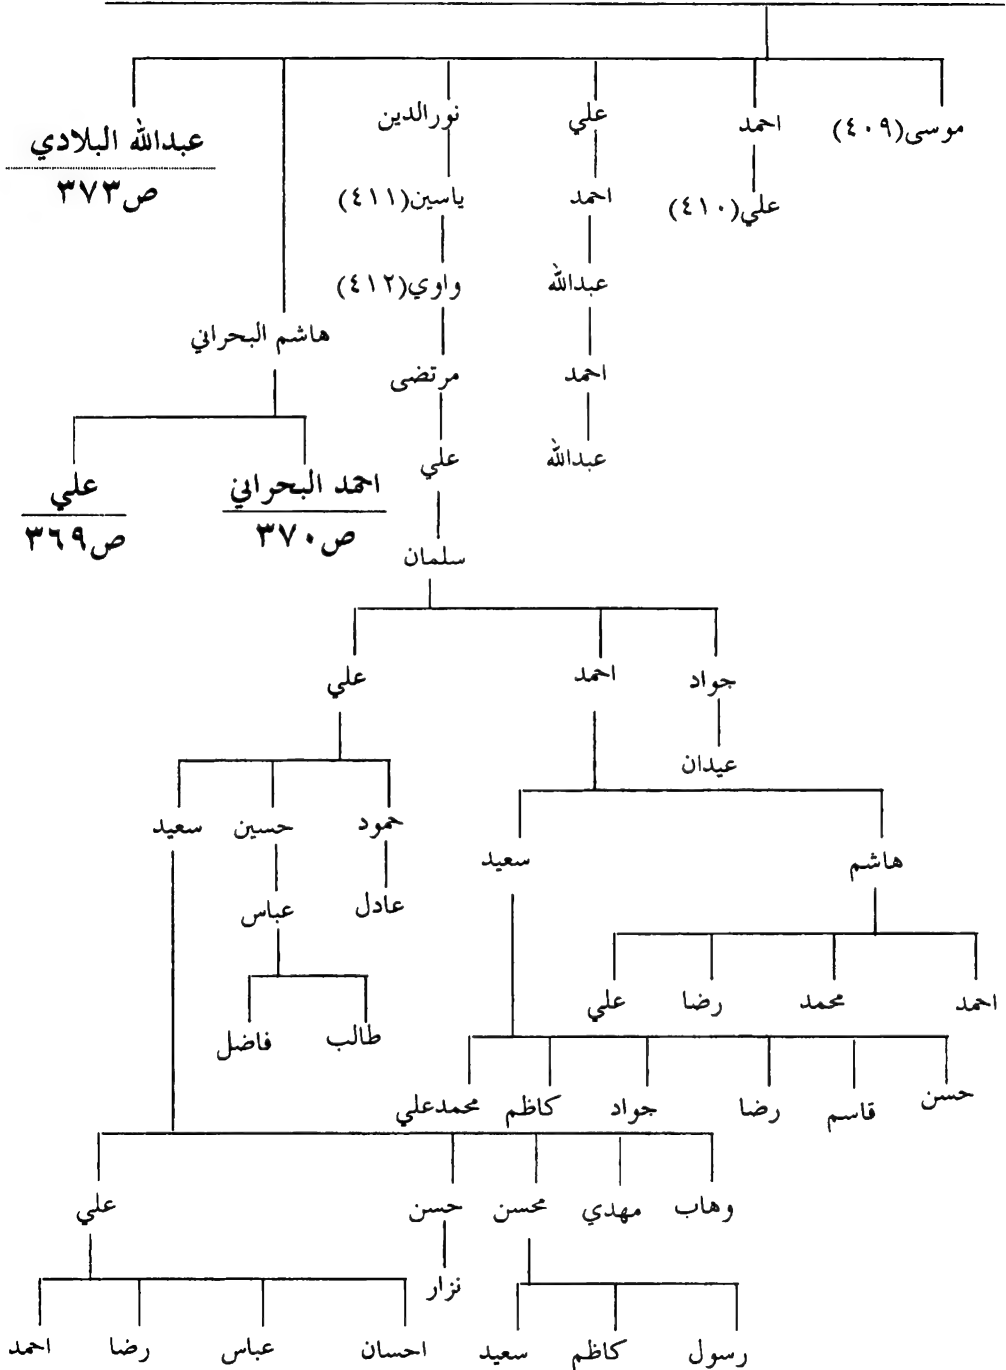 موسى(٤٠٩) احمد علي نورالدين عبدالله البلادي
ص٣٧٣
علي(٤١٠) احمد ياسين(٤١١)
عبدالله واوي(٤١٢)
هاشم البحراني
احمد مرتضى
عبدالله علي
احمد البحراني علي
ص٣٧٠ ص٣٦٩
سلمان
جواد احمد علي
عيدان
حمود حسين سعيد
هاشم سعيد
عادل عباس
احمد محمد رضا علي
طالب فاضل
حسن قاسم رضا جواد كاظم محمدعلي
وهاب مهدي محسن حسن علي
نزار
رسول كاظم سعيد احسان عباس رضا احمد